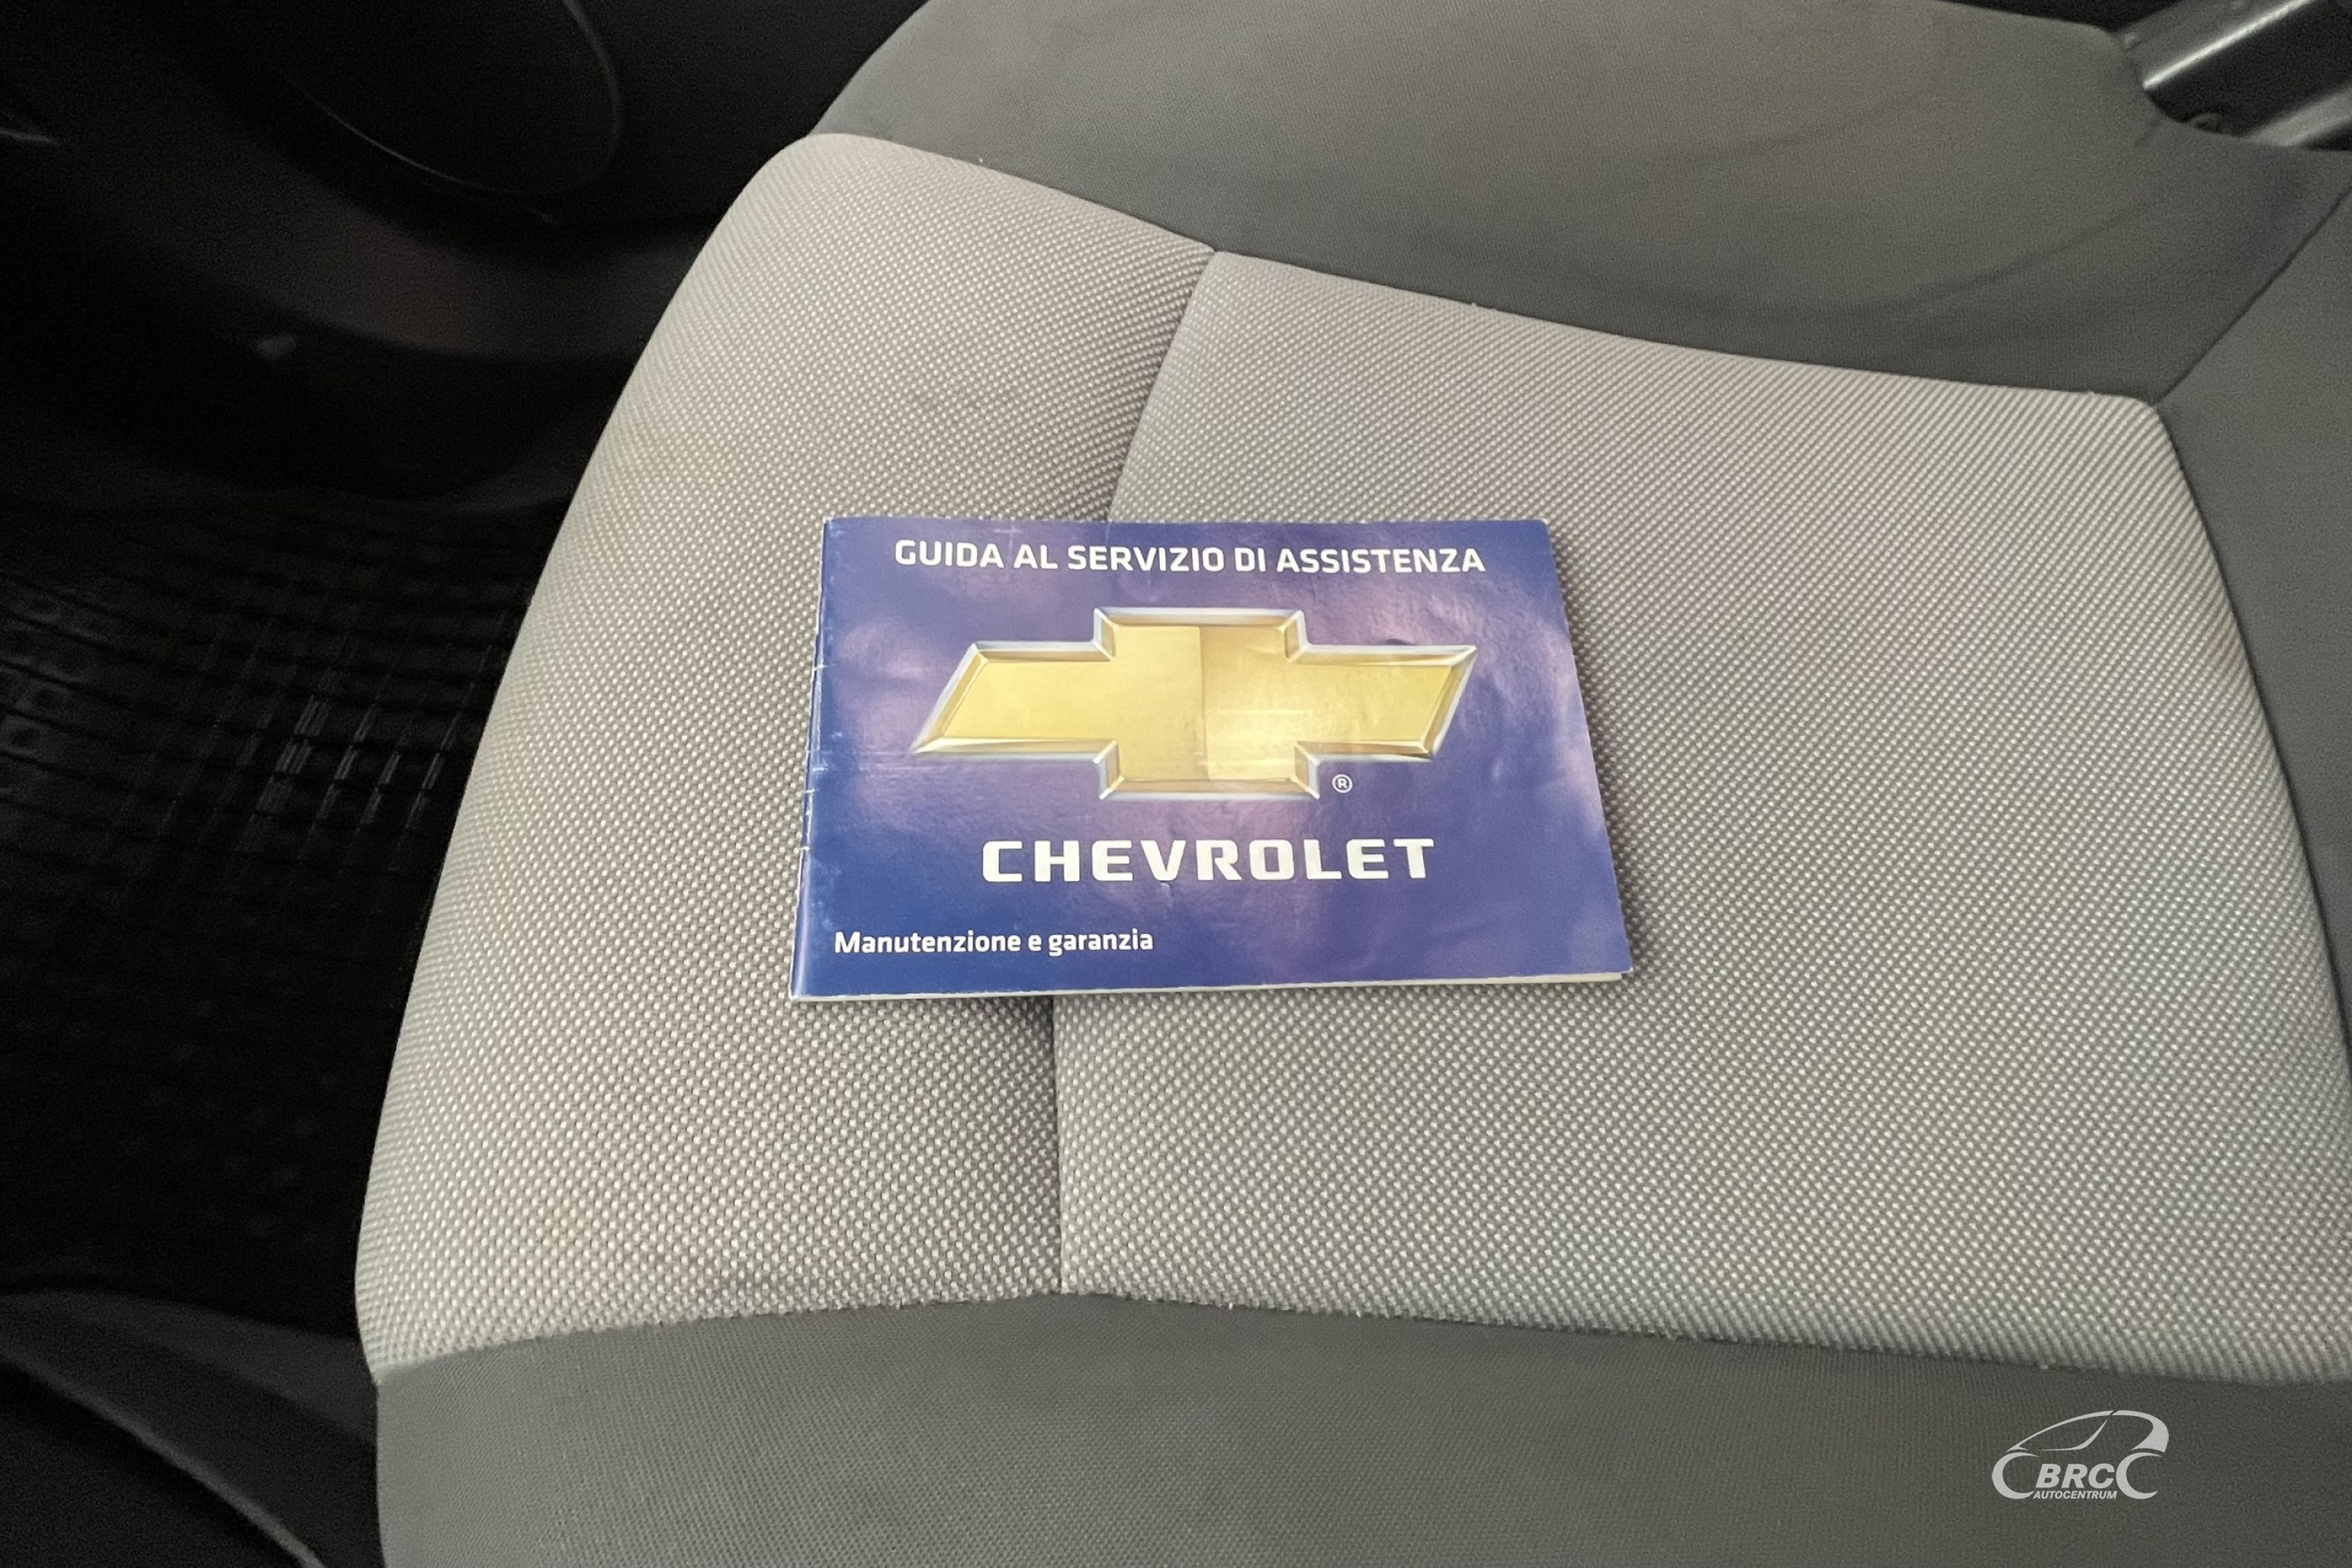 GUIDA AL SERVIZIO DI ASSISTENZA
®
CHEVROLET
Manutenzione e garanzia
BRC
AUTOCENTRUM